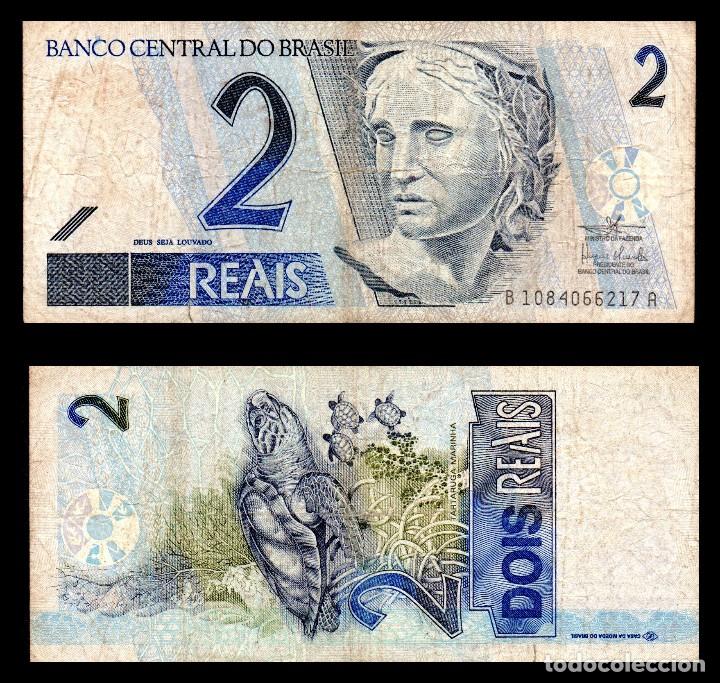 BANCO CENTRAL DO BRASIL
2
2
DEUS SEJA LOUVADO
REAIS
MINISTRO DA FAZENDA
PRESIDENTE DO
BANCO CENTRAL DO BRASIL
B 1084066217 A
2
TARTARUGA MARINHA
2
DOIS REAIS
CASA DA MOEDA DO BRASIL
todocoleccion